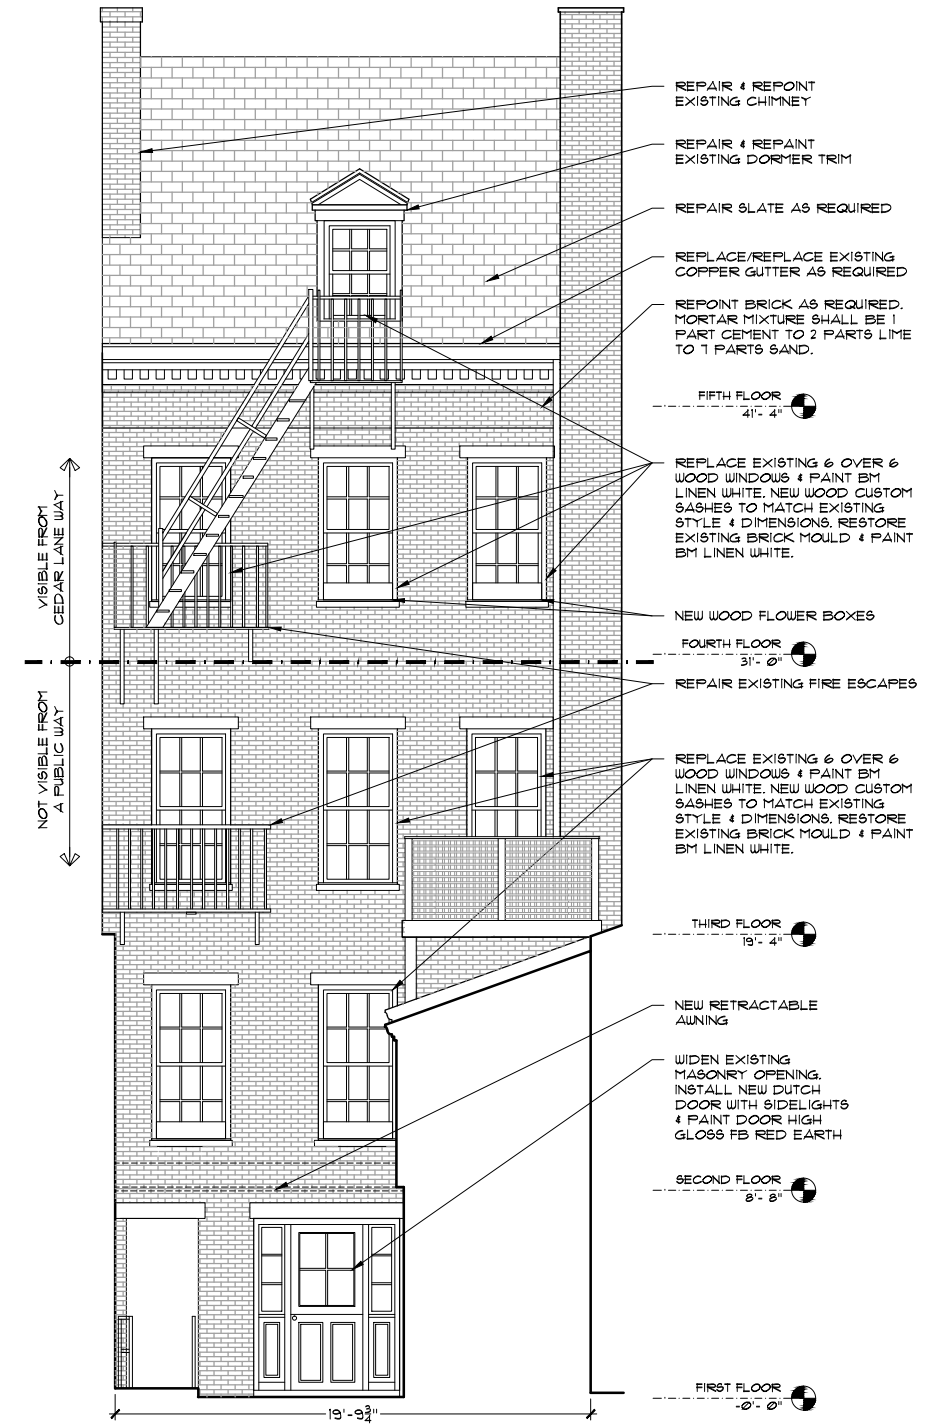 REPAIR & REPOINT
EXISTING CHIMNEY
REPAIR & REPAINT
EXISTING DORMER TRIM
REPAIR SLATE AS REQUIRED
REPLACE/REPLACE EXISTING
COPPER GUTTER AS REQUIRED
REPOINT BRICK AS REQUIRED.
MORTAR MIXTURE SHALL BE 1
PART CEMENT TO 2 PARTS LIME
TO 7 PARTS SAND.
FIFTH FLOOR
41'- 4"
REPLACE EXISTING 6 OVER 6
WOOD WINDOWS & PAINT BM
LINEN WHITE. NEW WOOD CUSTOM
SASHES TO MATCH EXISTING
STYLE & DIMENSIONS. RESTORE
EXISTING BRICK MOULD & PAINT
BM LINEN WHITE.
VISIBLE FROM
CEDAR LANE WAY
NEW WOOD FLOWER BOXES
FOURTH FLOOR
31'- 0"
REPAIR EXISTING FIRE ESCAPES
NOT VISIBLE FROM
A PUBLIC WAY
REPLACE EXISTING 6 OVER 6
WOOD WINDOWS & PAINT BM
LINEN WHITE. NEW WOOD CUSTOM
SASHES TO MATCH EXISTING
STYLE & DIMENSIONS. RESTORE
EXISTING BRICK MOULD & PAINT
BM LINEN WHITE.
THIRD FLOOR
19'- 4"
NEW RETRACTABLE
AWNING
WIDEN EXISTING
MASONRY OPENING.
INSTALL NEW DUTCH
DOOR WITH SIDELIGHTS
& PAINT DOOR HIGH
GLOSS FB RED EARTH
SECOND FLOOR
8'- 8"
FIRST FLOOR
-0'- 0"
19'-9¾"